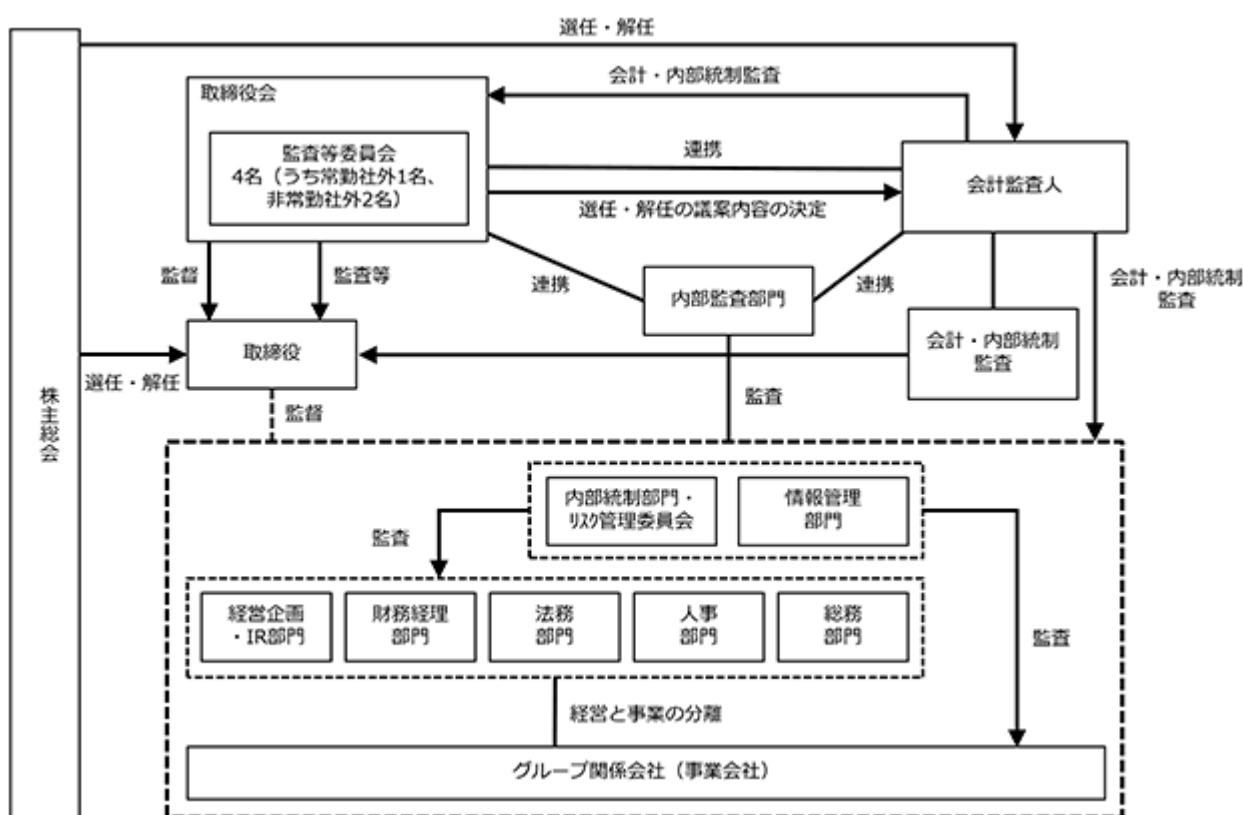 選任・解任
会計・内部統制監査
取締役会
監査等委員会
4名（うち常勤社外1名、
非常勤社外2名）
連携
会計監査人
選任・解任の議案内容の決定
監督
監査等
連携
内部監査部門
連携
会計・内部統制
監査
取締役
会計・内部統制
監査
選任・解任
監督
監査
株主総会
内部統制部門・
ﾘｽｸ管理委員会
情報管理
部門
監査
経営企画
・IR部門
財務経理
部門
法務
部門
人事
部門
総務
部門
監査
経営と事業の分離
グループ関係会社（事業会社）